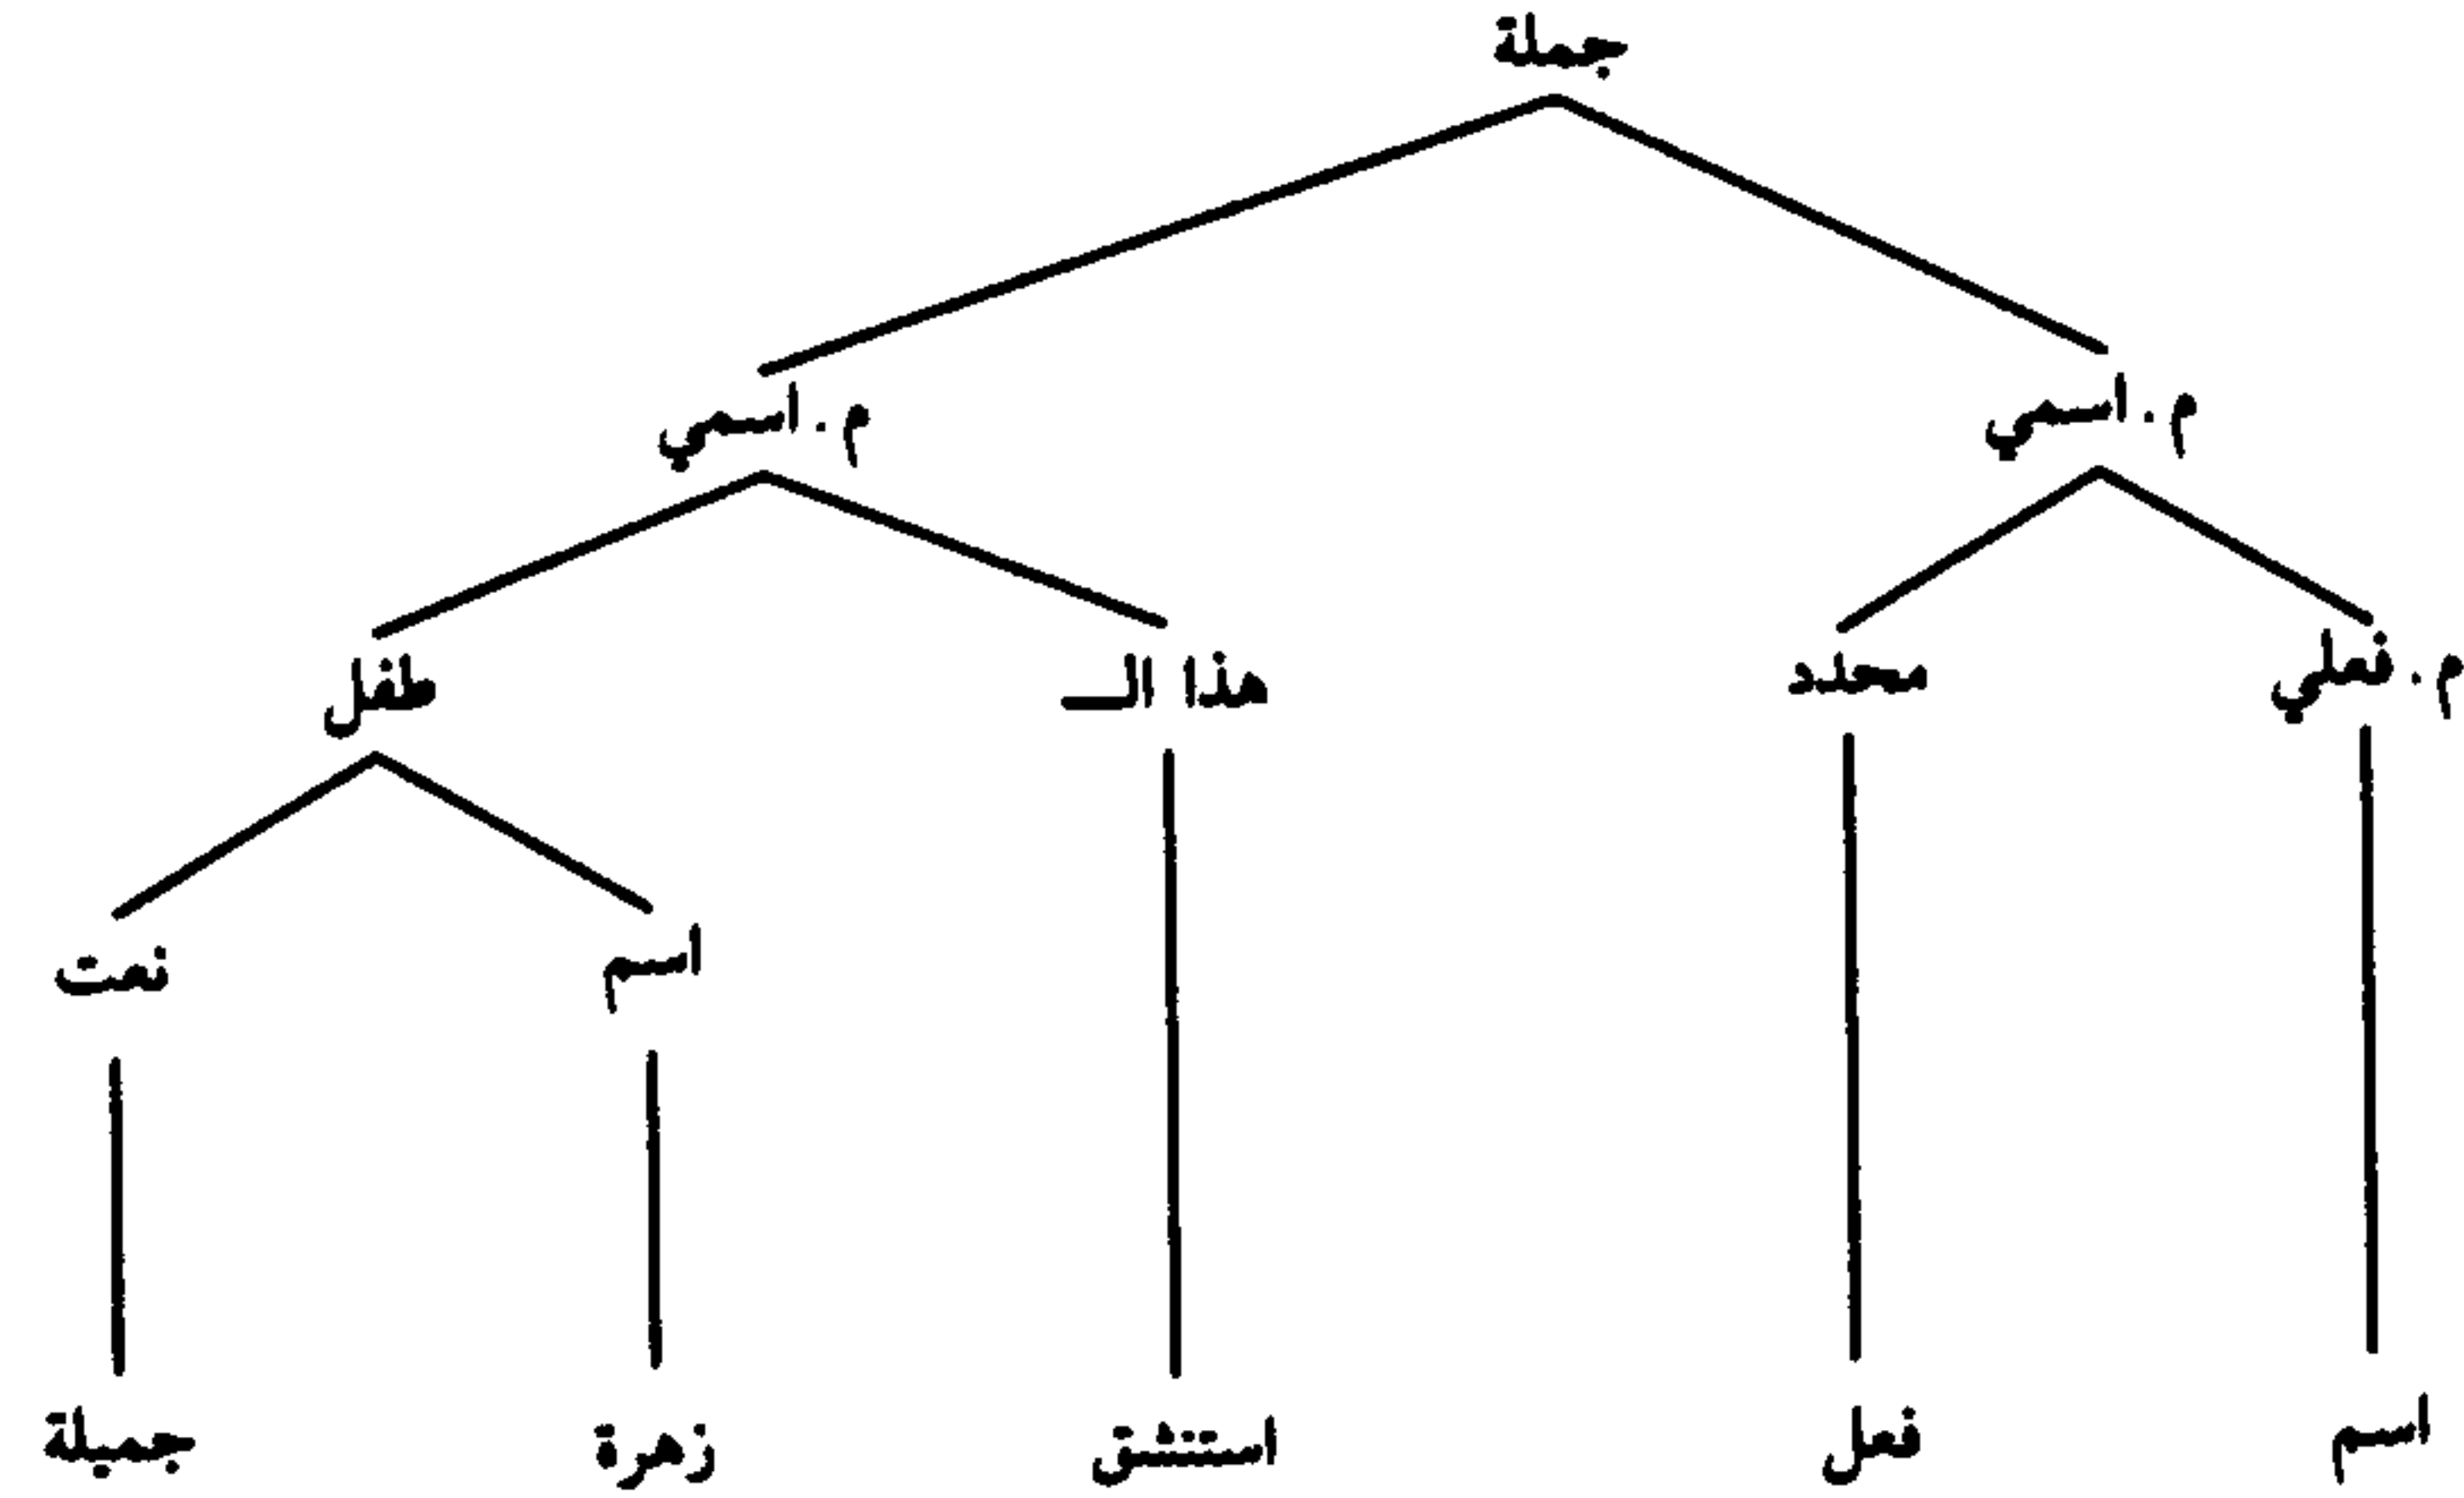 جملة
م. اسمي
م. اسمي
م. فعلي
محدد
هذا الـ
طفل
اسم
نعت
اسم
فعل
استنشق
زهرة
جميلة